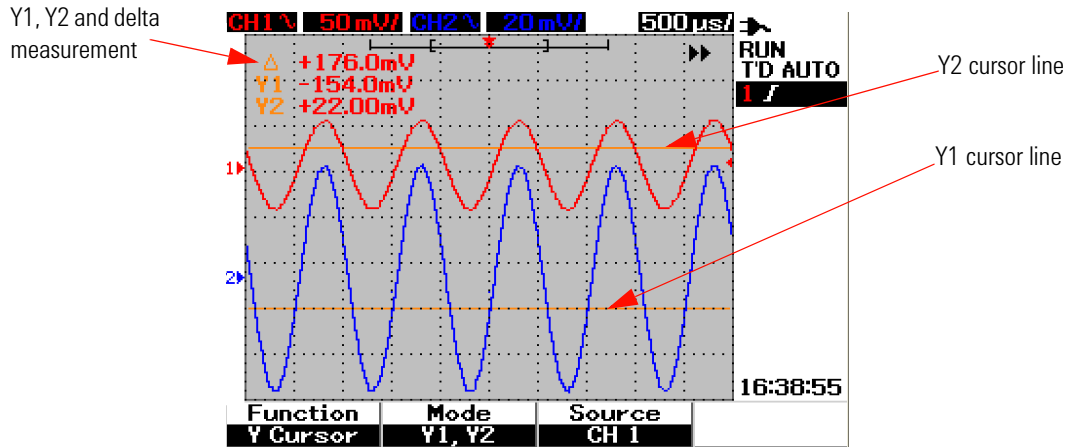 Y1, Y2 and delta
measurement
CH1 ∿ 50 mV/ CH2 ∿ 20 mV/ 500 µs/
RUN
T'D AUTO
1 ƒ
Δ +176.0mV
Y1 -154.0mV
Y2 +22.00mV
Y2 cursor line
1
Y1 cursor line
2
16:38:55
Function Mode Source
Y Cursor Y1, Y2 CH 1